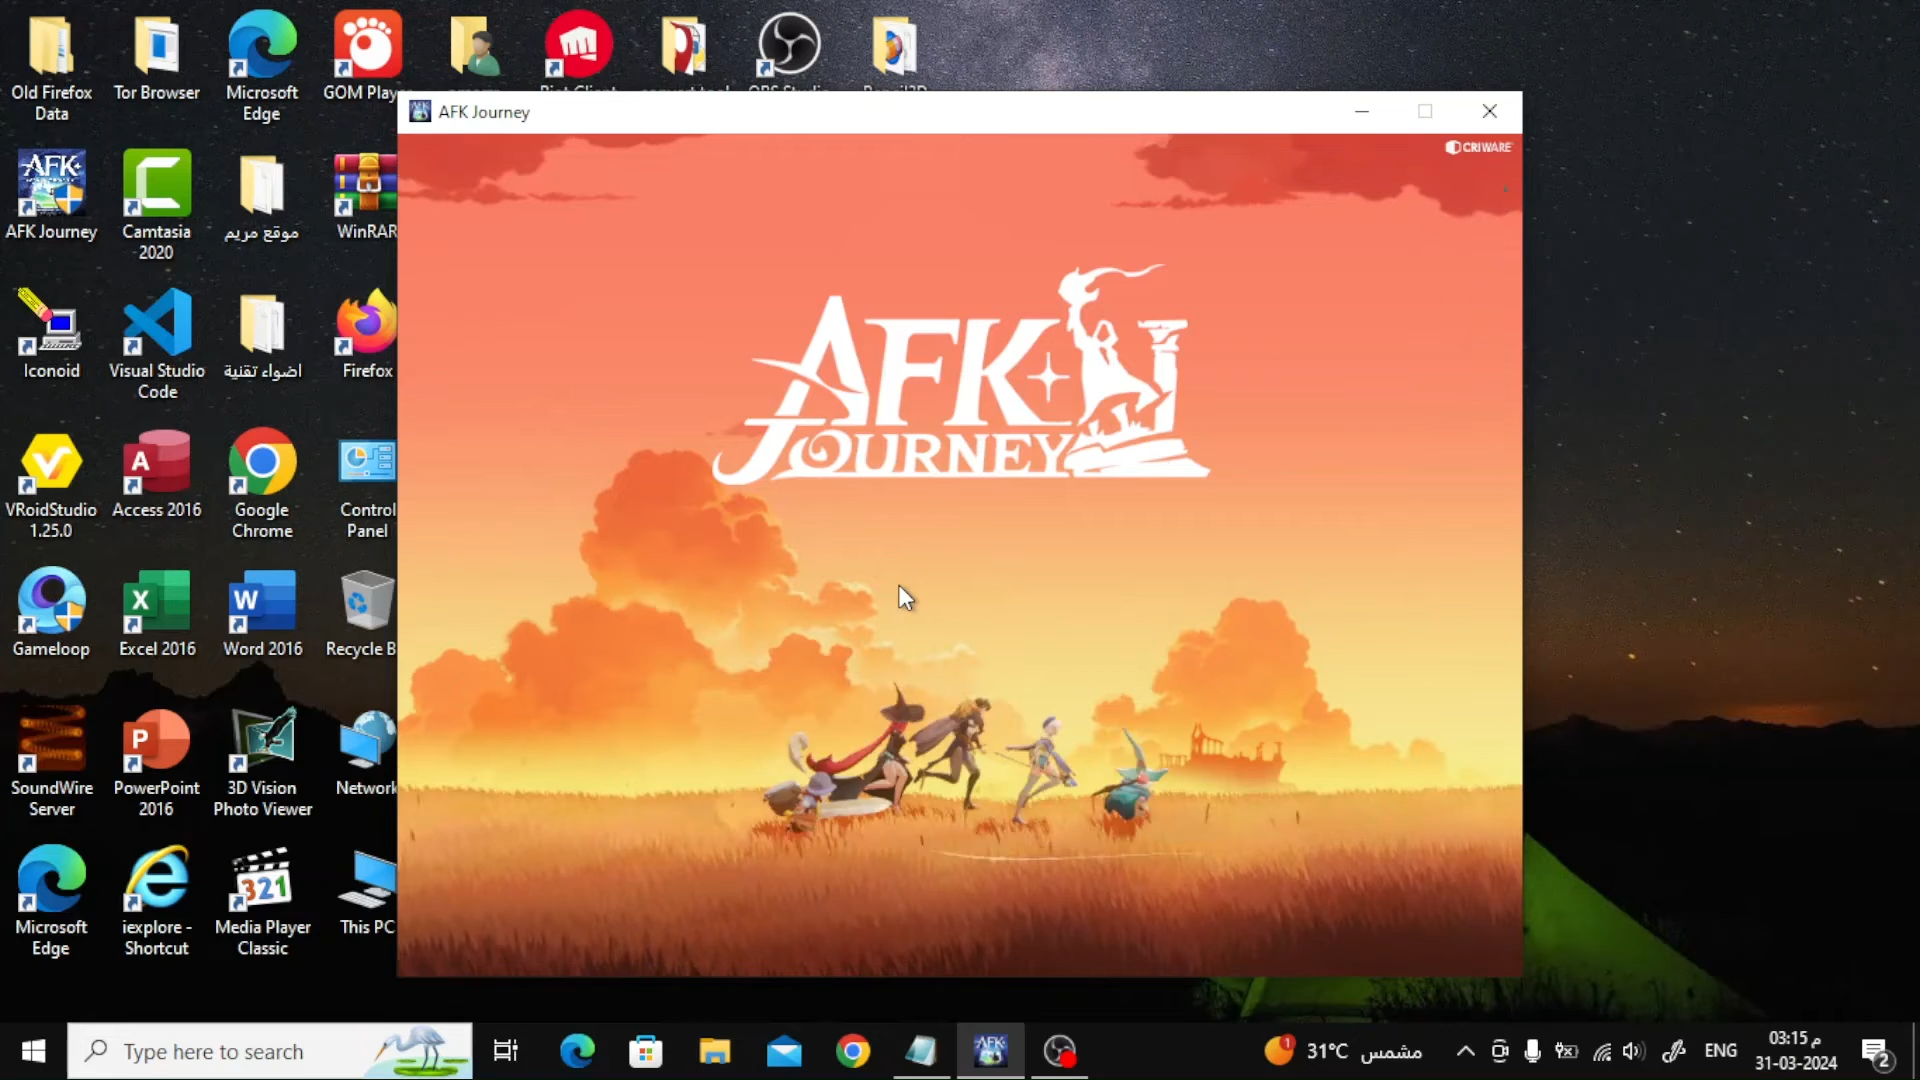 Old Firefox
Data
Tor Browser
Microsoft
Edge
GOM Play
AFK Journey
CRIWARE
AFK Journey
Camtasia
2020
موقع مريم
WinRAR
AFK
JOURNEY
Iconoid
Visual Studio
Code
اضواء تقنية
Firefox
VRoidStudio
1.25.0
Access 2016
Google
Chrome
Control
Panel
Gameloop
Excel 2016
Word 2016
Recycle B
SoundWire
Server
PowerPoint
2016
3D Vision
Photo Viewer
Network
Microsoft
Edge
iexplore -
Shortcut
Media Player
Classic
This PC
Type here to search
31°C مشمس
ENG
03:15 م
31-03-2024
2